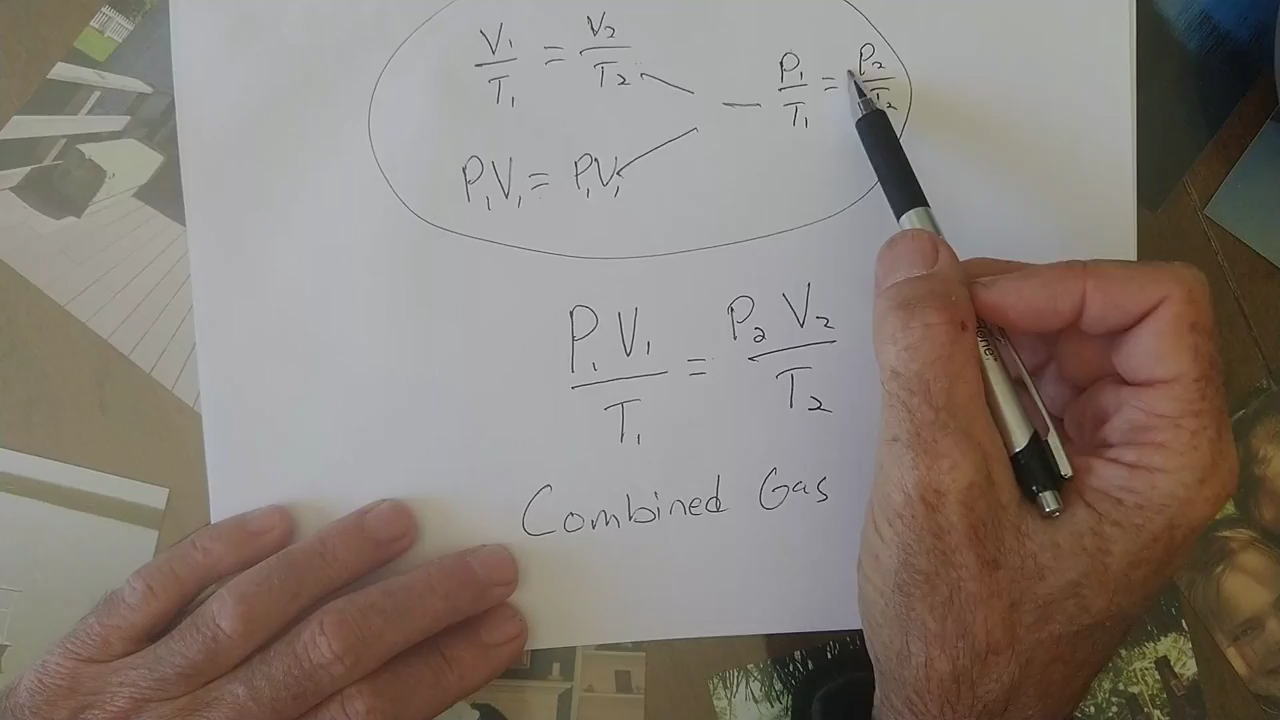 V₁/T₁ = V₂/T₂
P₁/T₁ = P₂/T₂
P₁V₁ = P₁V₁
P₁V₁/T₁ = P₂V₂/T₂
Combined Gas